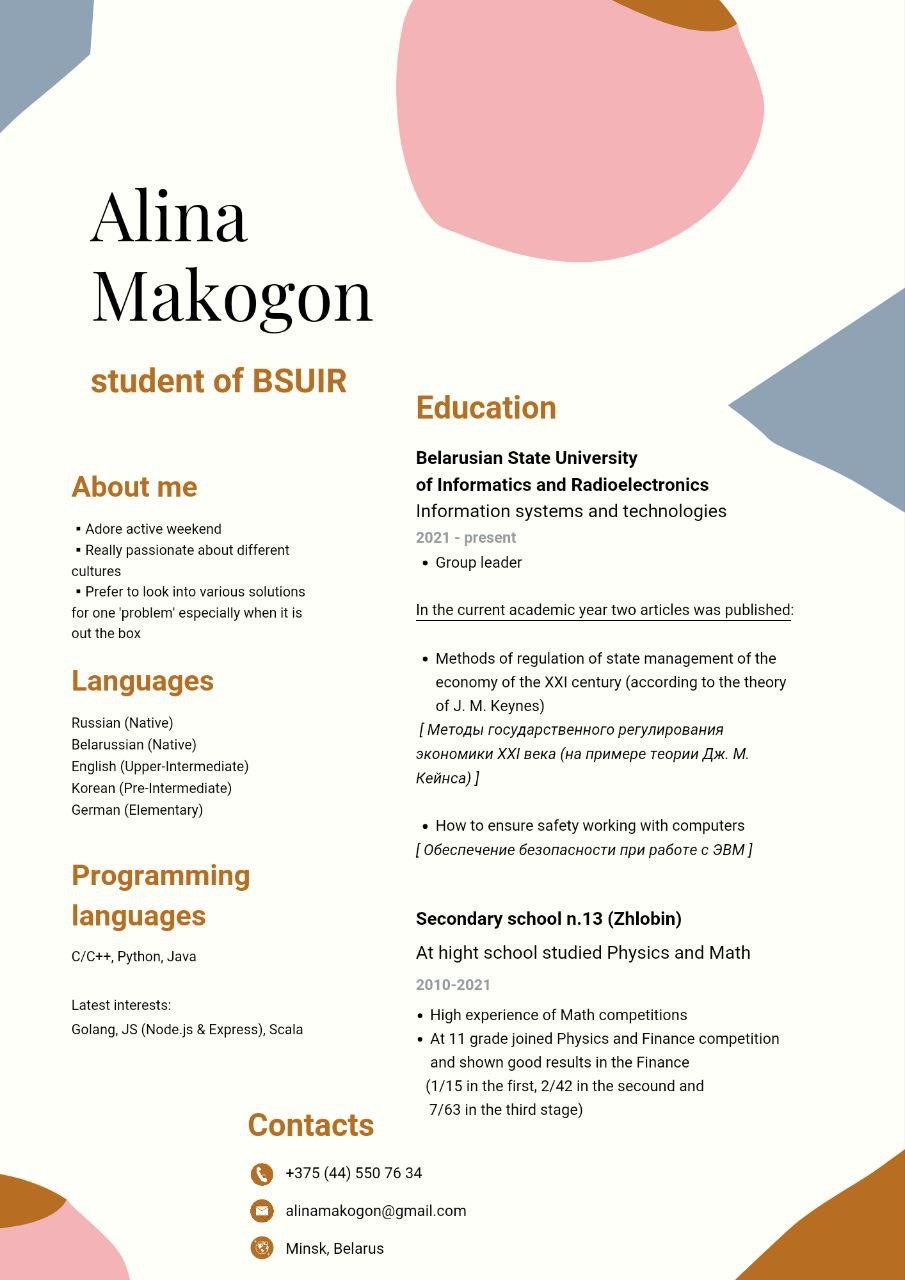 Alina
Makogon
student of BSUIR
About me
▪ Adore active weekend
▪ Really passionate about different
cultures
▪ Prefer to look into various solutions
for one 'problem' especially when it is
out the box
Languages
Russian (Native)
Belarussian (Native)
English (Upper-Intermediate)
Korean (Pre-Intermediate)
German (Elementary)
Programming
languages
C/C++, Python, Java
Latest interests:
Golang, JS (Node.js & Express), Scala
Education
Belarusian State University
of Informatics and Radioelectronics
Information systems and technologies
2021 - present
• Group leader
In the current academic year two articles was published:
• Methods of regulation of state management of the
economy of the XXI century (according to the theory
of J. M. Keynes)
[ Методы государственного регулирования
экономики XXI века (на примере теории Дж. М.
Кейнса) ]
• How to ensure safety working with computers
[ Обеспечение безопасности при работе с ЭВМ ]
Secondary school n.13 (Zhlobin)
At hight school studied Physics and Math
2010-2021
• High experience of Math competitions
• At 11 grade joined Physics and Finance competition
and shown good results in the Finance
(1/15 in the first, 2/42 in the secound and
7/63 in the third stage)
Contacts
+375 (44) 550 76 34
alinamakogon@gmail.com
Minsk, Belarus